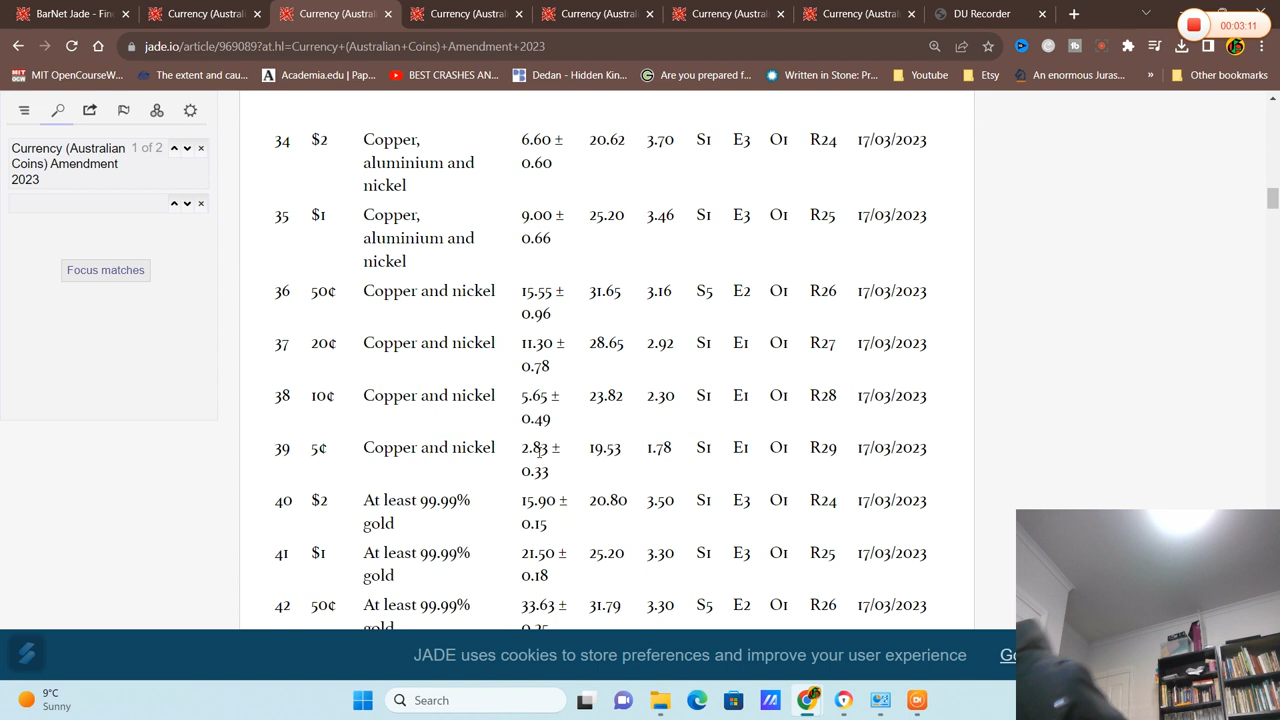 BarNet Jade - Fin
Currency (Austral
Currency (Austral
Currency (Austral
Currency (Austral
Currency (Austral
Currency (Austral
DU Recorder
00:03:11
jade.io/article/969089?at.hl=Currency+(Australian+Coins)+Amendment+2023
MIT OpenCourseW...
The extent and cau...
Academia.edu | Pap...
BEST CRASHES AN...
Dedan - Hidden Kin...
Are you prepared f...
Written in Stone: Pr...
Youtube
Etsy
An enormous Juras...
»
Other bookmarks
Currency (Australian
Coins) Amendment
2023
1 of 2
Focus matches
34 $2 Copper, 6.60 ± 20.62 3.70 S1 E3 O1 R24 17/03/2023
aluminium and 0.60
nickel
35 $1 Copper, 9.00 ± 25.20 3.46 S1 E3 O1 R25 17/03/2023
aluminium and 0.66
nickel
36 50¢ Copper and nickel 15.55 ± 31.65 3.16 S5 E2 O1 R26 17/03/2023
0.96
37 20¢ Copper and nickel 11.30 ± 28.65 2.92 S1 E1 O1 R27 17/03/2023
0.78
38 10¢ Copper and nickel 5.65 ± 23.82 2.30 S1 E1 O1 R28 17/03/2023
0.49
39 5¢ Copper and nickel 2.83 ± 19.53 1.78 S1 E1 O1 R29 17/03/2023
0.33
40 $2 At least 99.99% 15.90 ± 20.80 3.50 S1 E3 O1 R24 17/03/2023
gold 0.15
41 $1 At least 99.99% 21.50 ± 25.20 3.30 S1 E3 O1 R25 17/03/2023
gold 0.18
42 50¢ At least 99.99% 33.63 ± 31.79 3.30 S5 E2 O1 R26 17/03/2023
gold 0.25
JADE uses cookies to store preferences and improve your user experience
9°C
Sunny
Search